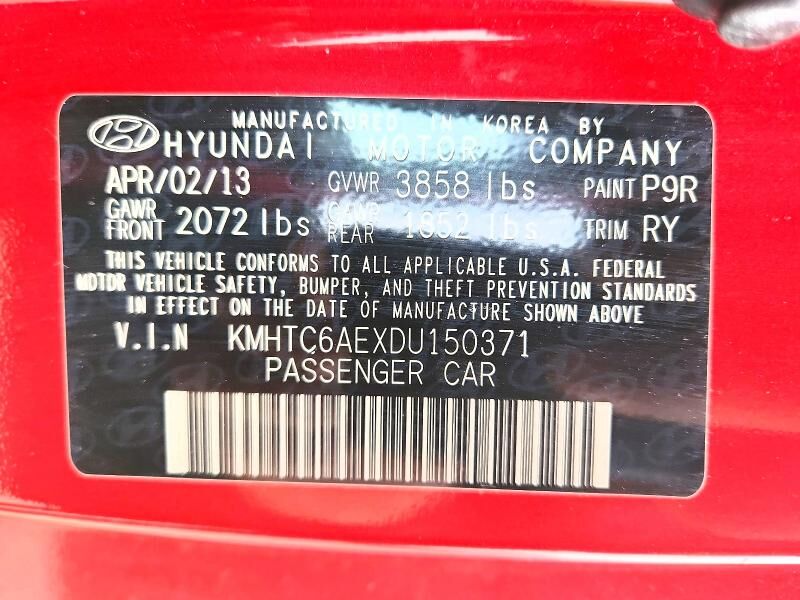 MANUFACTURED IN KOREA BY
HYUNDAI MOTOR COMPANY
APR/02/13 GVWR 3858 lbs PAINT P9R
GAWR FRONT 2072 lbs GAWR REAR 1852 lbs TRIM RY
THIS VEHICLE CONFORMS TO ALL APPLICABLE U.S.A. FEDERAL
MOTOR VEHICLE SAFETY, BUMPER, AND THEFT PREVENTION STANDARDS
IN EFFECT ON THE DATE OF MANUFACTURE SHOWN ABOVE.
V.I.N KMHTC6AEXDU150371
PASSENGER CAR